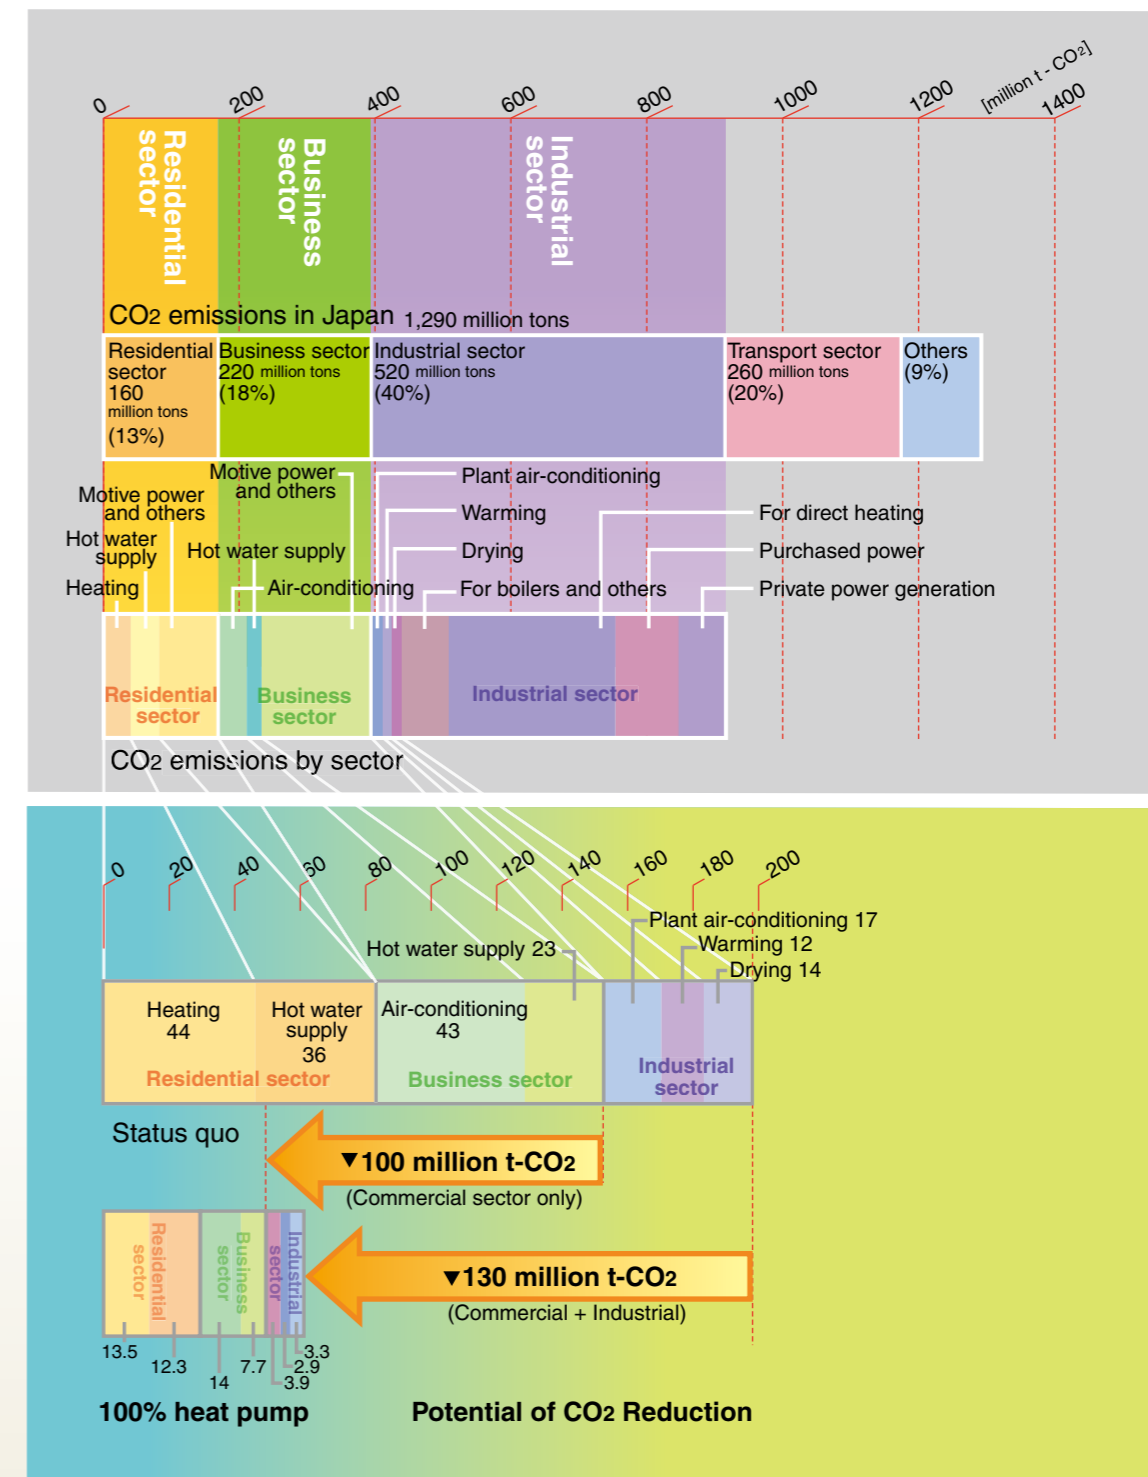 0
200
400
600
800
1000
1200
[million t - CO2]
1400
Residential
sector
Business
sector
Industrial
sector
CO2 emissions in Japan 1,290 million tons
Residential
sector
160
million tons
(13%)
Business sector
220 million tons
(18%)
Industrial sector
520 million tons
(40%)
Transport sector
260 million tons
(20%)
Others
(9%)
Motive power
and others
Hot water
supply
Heating
Motive power
and others
Hot water supply
Air-conditioning
Plant air-conditioning
Warming
Drying
For boilers and others
For direct heating
Purchased power
Private power generation
Residential
sector
Business
sector
Industrial sector
CO2 emissions by sector
0
20
40
60
80
100
120
140
160
180
200
Plant air-conditioning 17
Hot water supply 23
Warming 12
Drying 14
Heating
44
Hot water
supply
36
Residential sector
Air-conditioning
43
Business sector
Industrial
sector
Status quo
▼100 million t-CO2
(Commercial sector only)
Residential
sector
Business
sector
Industrial
sector
▼130 million t-CO2
(Commercial + Industrial)
13.5
12.3
14
7.7
3.9
2.9
3.3
100% heat pump
Potential of CO2 Reduction